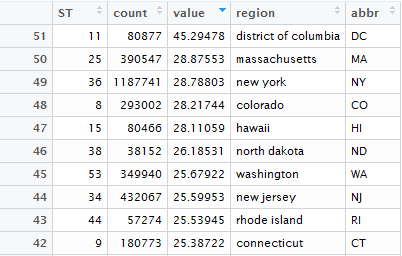 ST count value region abbr
51 11 80877 45.29478 district of columbia DC
50 25 390547 28.87553 massachusetts MA
49 36 1187741 28.78803 new york NY
48 8 293002 28.21744 colorado CO
47 15 80466 28.11059 hawaii HI
46 38 38152 26.18531 north dakota ND
45 53 349940 25.67922 washington WA
44 34 432067 25.59953 new jersey NJ
43 44 57274 25.53945 rhode island RI
42 9 180773 25.38722 connecticut CT